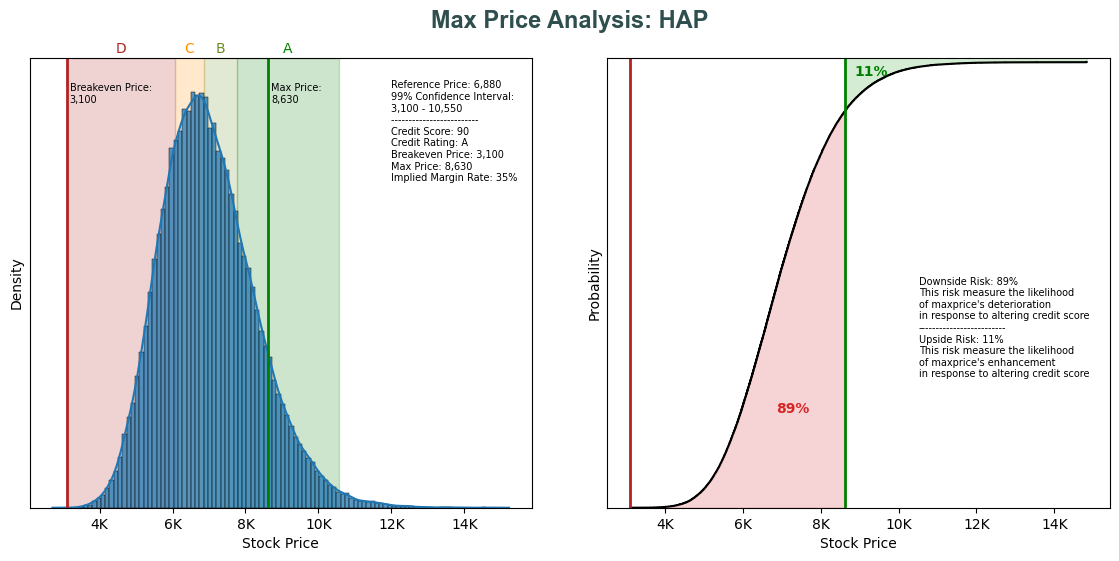 Max Price Analysis: HAP
D
C
B
A
Breakeven Price:
3,100
Max Price:
8,630
Reference Price: 6,880
99% Confidence Interval:
3,100 - 10,550
-------------------------
Credit Score: 90
Credit Rating: A
Breakeven Price: 3,100
Max Price: 8,630
Implied Margin Rate: 35%
Density
4K
6K
8K
10K
12K
14K
Stock Price
11%
89%
Downside Risk: 89%
This risk measure the likelihood
of maxprice's deterioration
in response to altering credit score
-------------------------
Upside Risk: 11%
This risk measure the likelihood
of maxprice's enhancement
in response to altering credit score
Probability
4K
6K
8K
10K
12K
14K
Stock Price